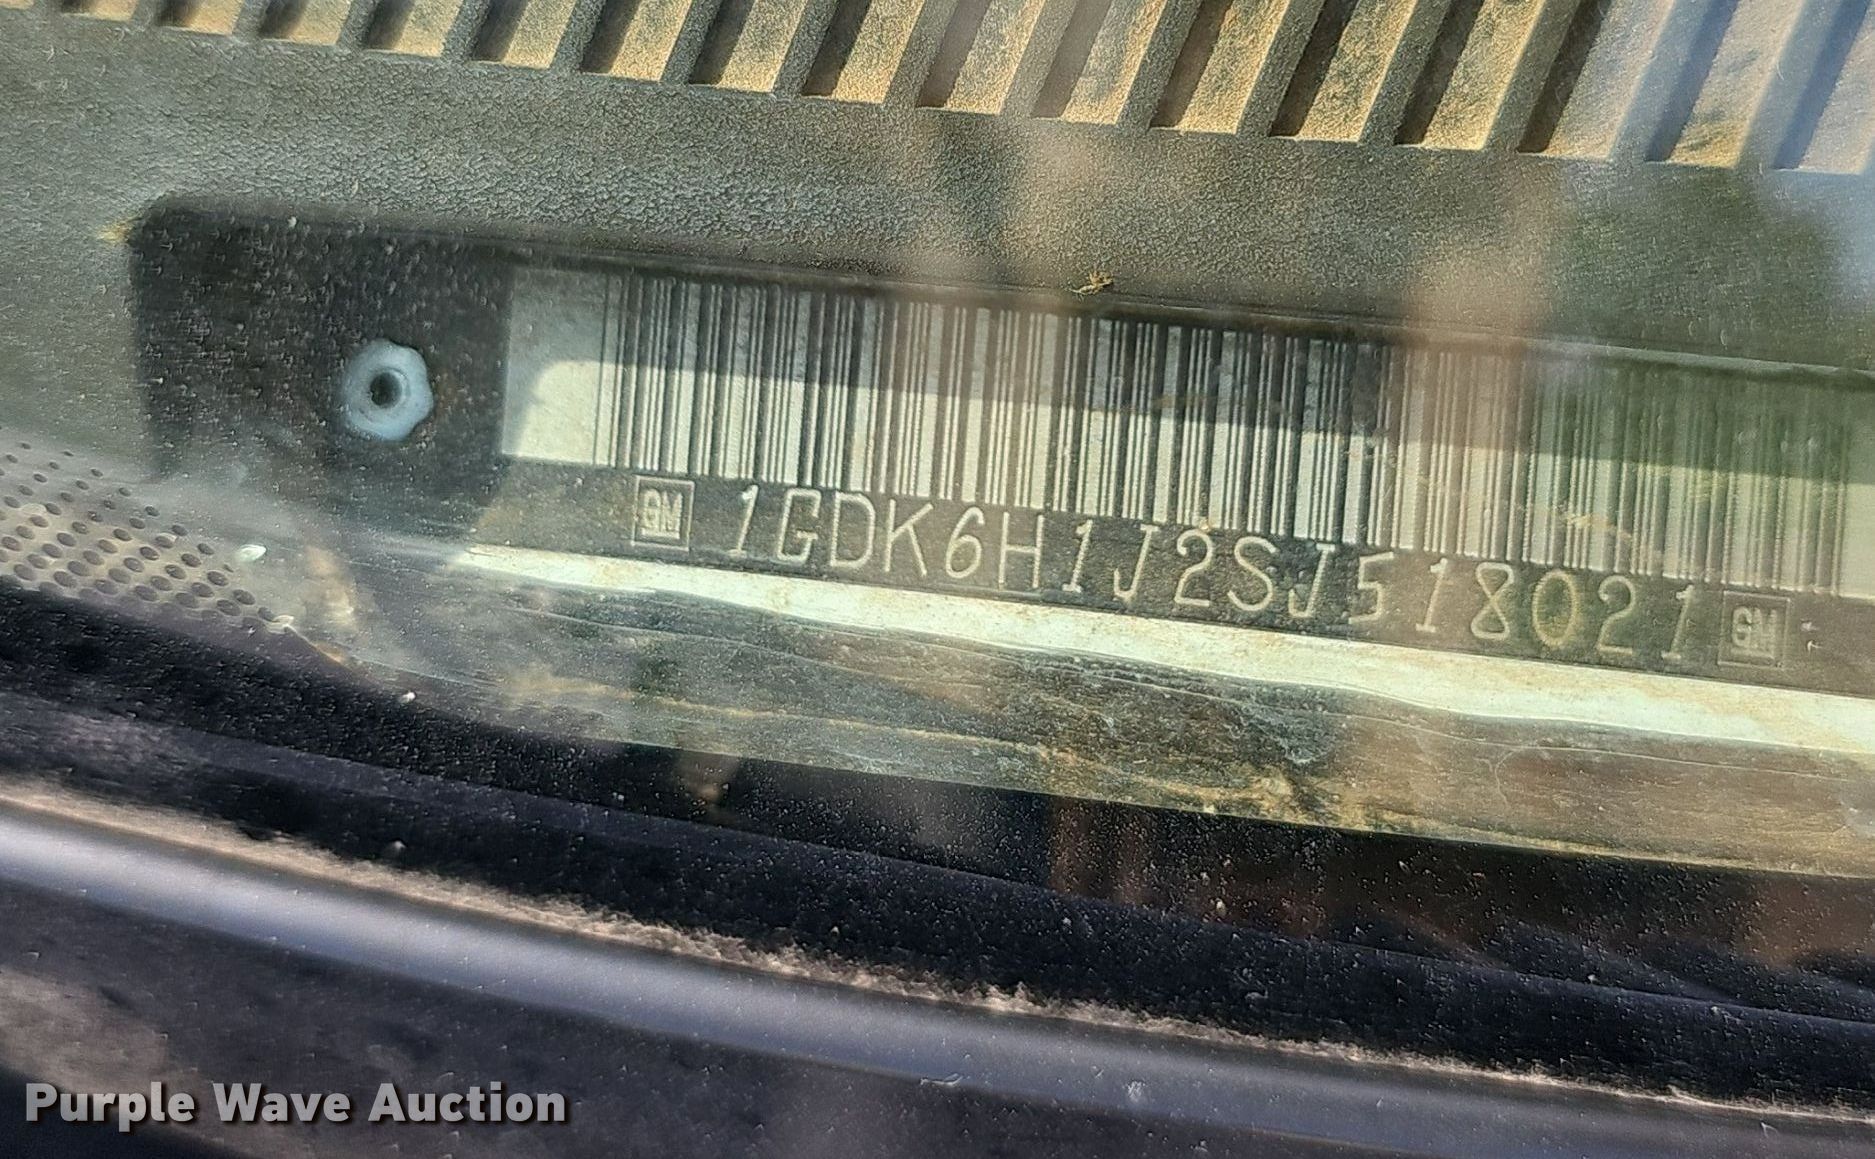 GM 1GDK6H1J2SJ518021 GM
Purple Wave Auction